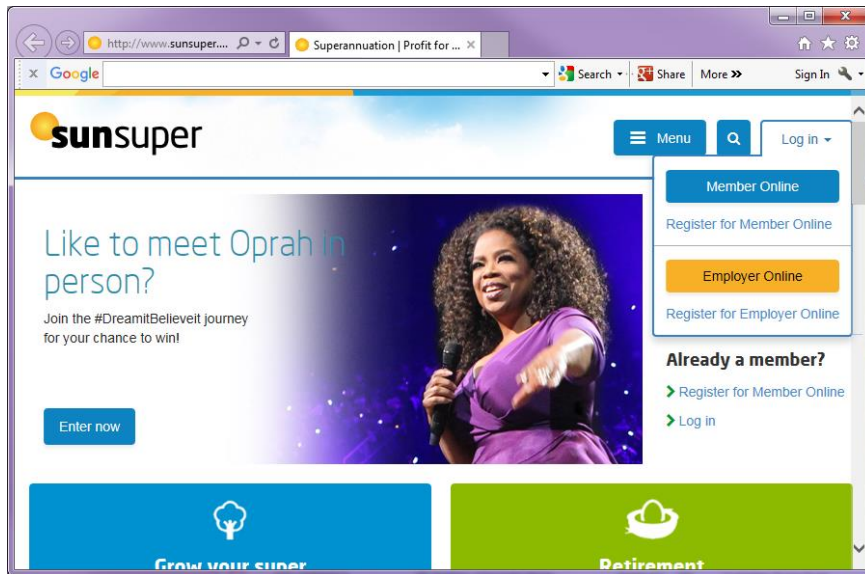 http://www.sunsuper....
Superannuation | Profit for ...
x Google
Search
Share
More »
Sign In
sunsuper
Menu
Log in
Member Online
Register for Member Online
Employer Online
Register for Employer Online
Like to meet Oprah in
person?
Join the #DreamitBelieveit journey
for your chance to win!
Enter now
Already a member?
Register for Member Online
Log in
Grow your super
Retirement